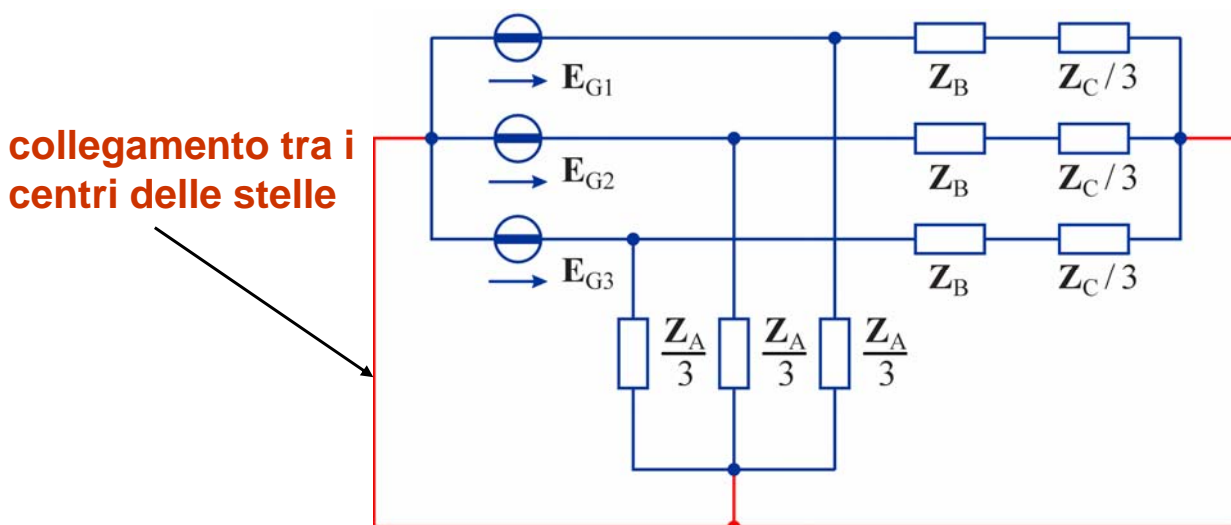 collegamento tra i
centri delle stelle
E_G1
Z_B
Z_C / 3
E_G2
Z_B
Z_C / 3
E_G3
Z_B
Z_C / 3
Z_A
3
Z_A
3
Z_A
3